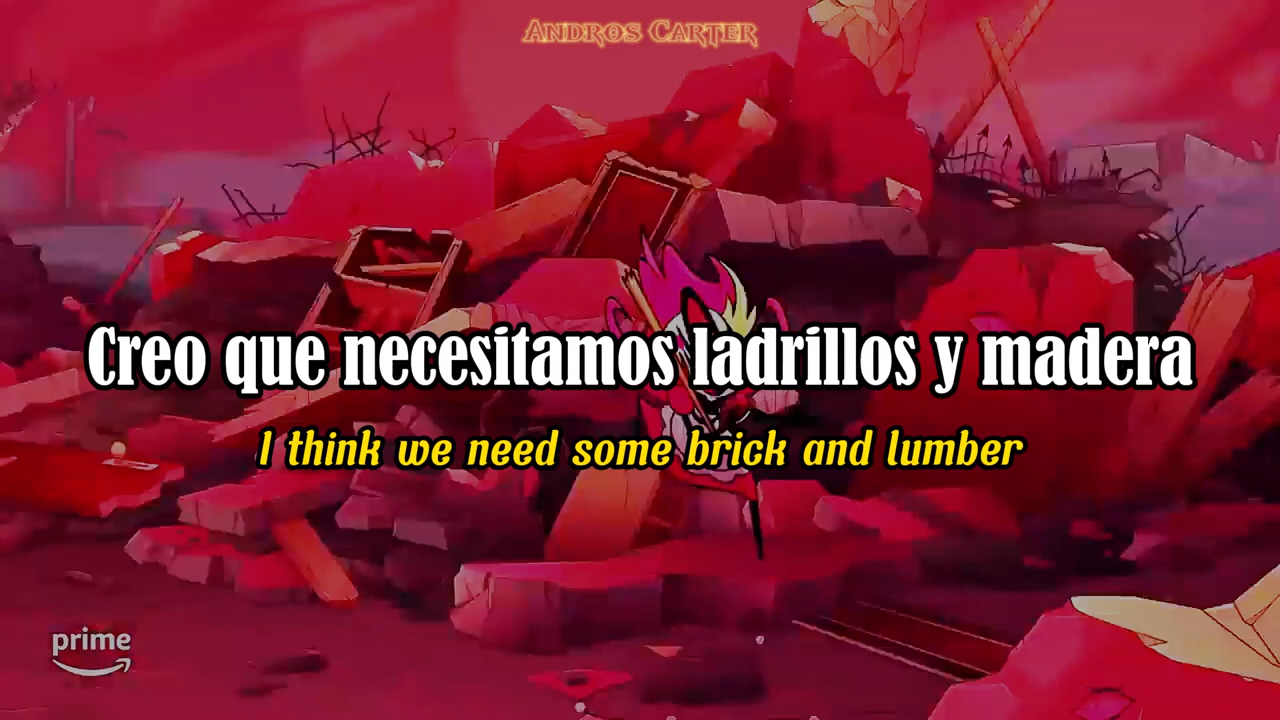 Andros Carter
Creo que necesitamos ladrillos y madera
I think we need some brick and lumber
prime